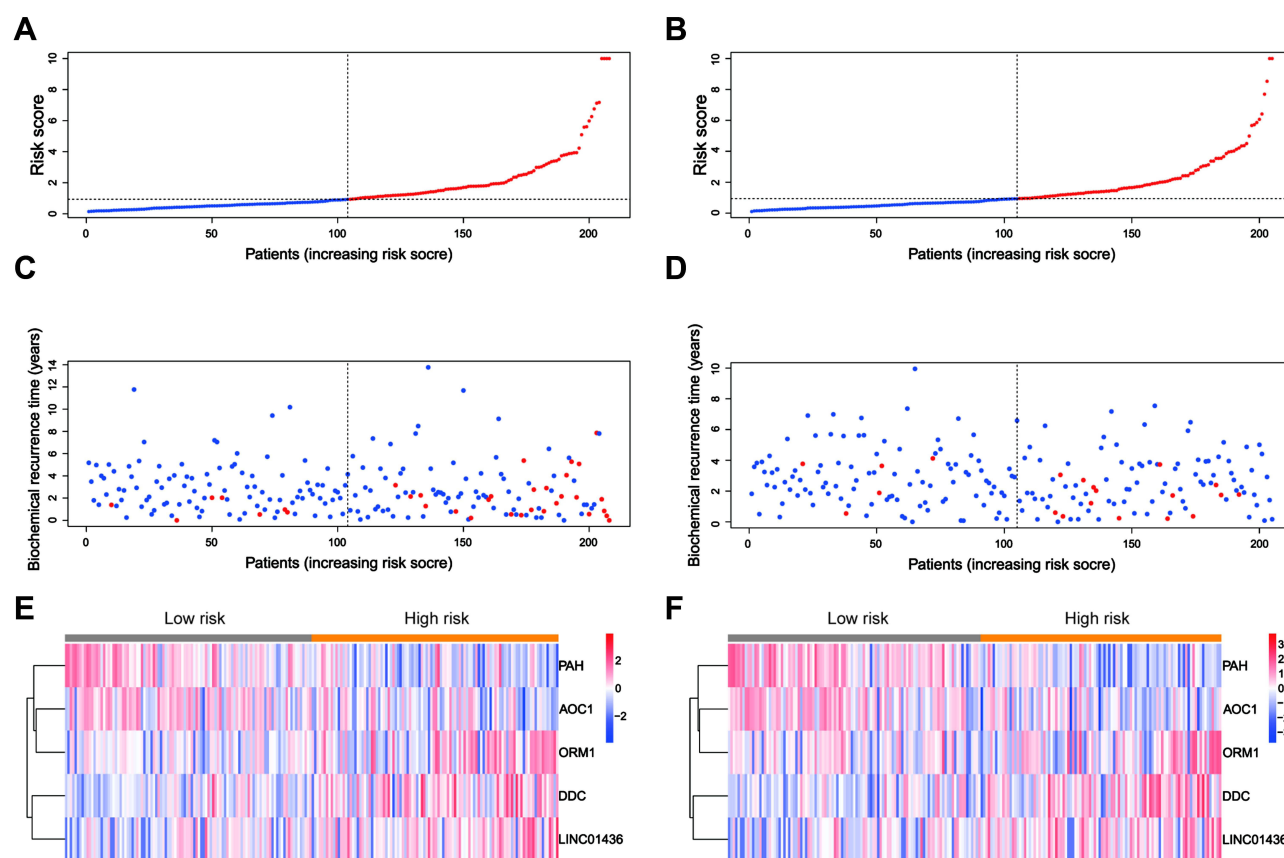 A
B
Risk score
10
8
6
4
2
0
0 50 100 150 200
Patients (increasing risk socre)
Risk score
10
8
6
4
2
0
0 50 100 150 200
Patients (increasing risk socre)
C
D
Biochemical recurrence time (years)
14
12
10
8
6
4
2
0
0 50 100 150 200
Patients (increasing risk socre)
Biochemical recurrence time (years)
10
8
6
4
2
0
0 50 100 150 200
Patients (increasing risk socre)
E
Low risk High risk
PAH
AOC1
ORM1
DDC
LINC01436
2
0
−2
F
Low risk High risk
PAH
AOC1
ORM1
DDC
LINC01436
3
2
1
0